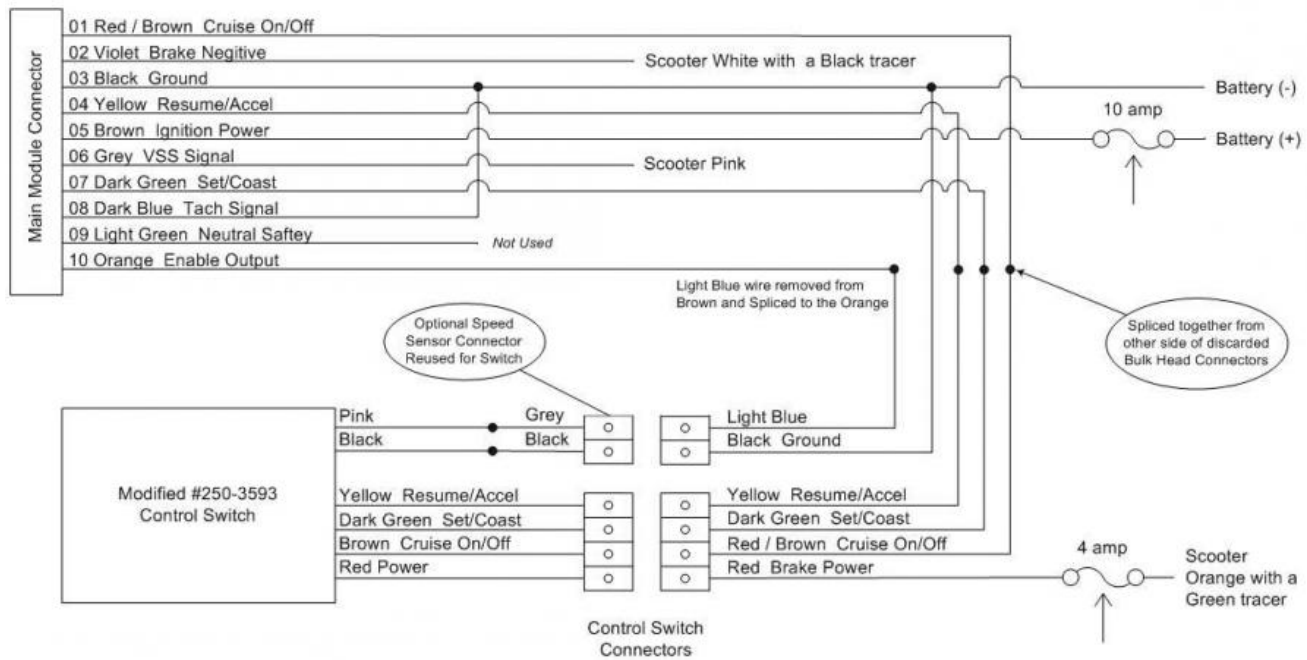 Main Module Connector
01 Red / Brown Cruise On/Off
02 Violet Brake Negitive
03 Black Ground
04 Yellow Resume/Accel
05 Brown Ignition Power
06 Grey VSS Signal
07 Dark Green Set/Coast
08 Dark Blue Tach Signal
09 Light Green Neutral Saftey
10 Orange Enable Output
Scooter White with a Black tracer
Scooter Pink
Not Used
Battery (-)
10 amp
Battery (+)
Light Blue wire removed from
Brown and Spliced to the Orange
Spliced together from
other side of discarded
Bulk Head Connectors
Optional Speed
Sensor Connector
Reused for Switch
Modified #250-3593
Control Switch
Pink
Grey
Black
Black
Yellow Resume/Accel
Dark Green Set/Coast
Brown Cruise On/Off
Red Power
Light Blue
Black Ground
Yellow Resume/Accel
Dark Green Set/Coast
Red / Brown Cruise On/Off
Red Brake Power
4 amp
Scooter
Orange with a
Green tracer
Control Switch
Connectors